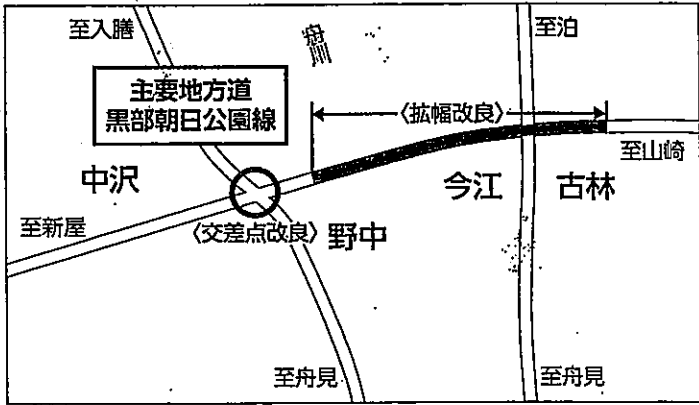 至入膳
舟川
至泊
主要地方道
黒部朝日公園線
〈拡幅改良〉
至山崎
中沢
今江
古林
至新屋
〈交差点改良〉
野中
至舟見
至舟見